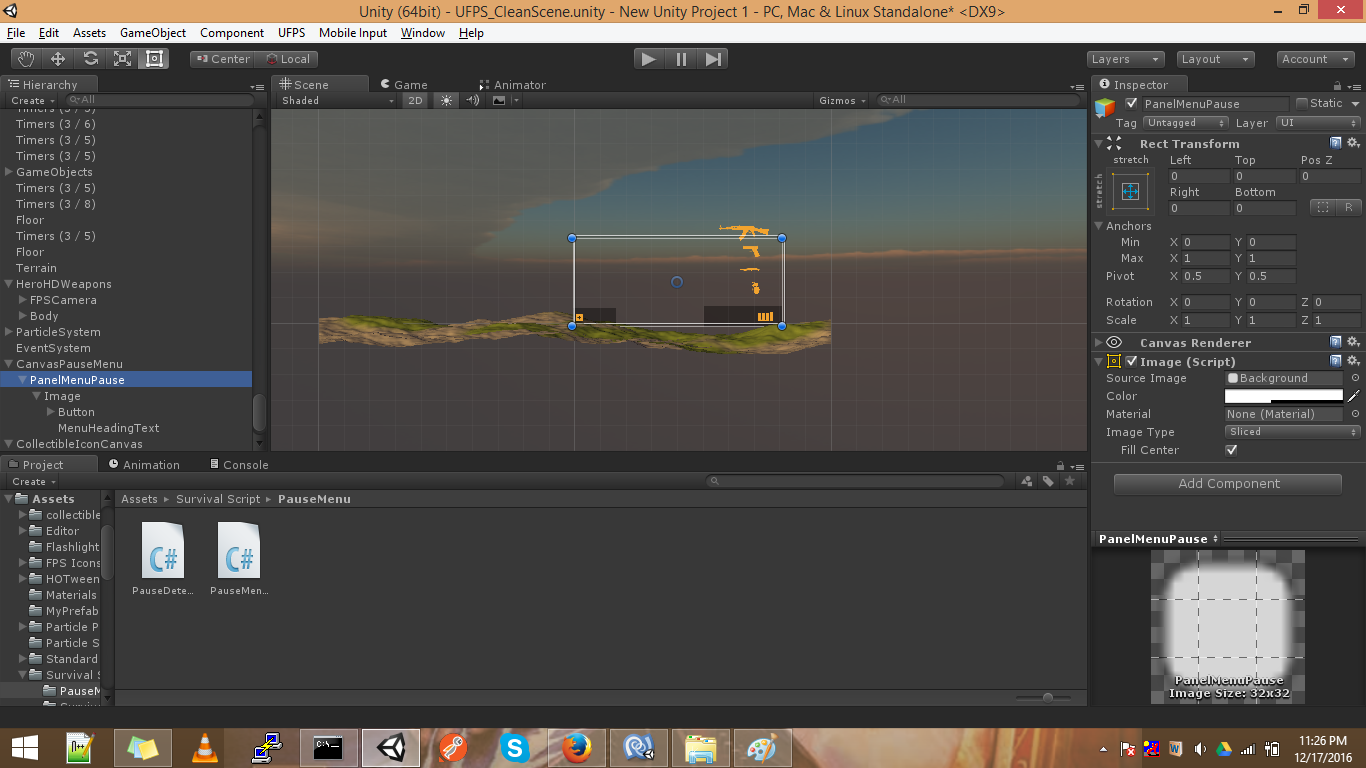 Unity (64bit) - UFPS_CleanScene.unity - New Unity Project 1 - PC, Mac & Linux Standalone* <DX9>
File Edit Assets GameObject Component UFPS Mobile Input Window Help
Center Local Layers Layout Account
Hierarchy
Create All
Timers (3 / 5)
Timers (3 / 6)
Timers (3 / 5)
Timers (3 / 5)
GameObjects
Timers (3 / 5)
Timers (3 / 8)
Floor
Timers (3 / 5)
Floor
Terrain
HeroHDWeapons
FPSCamera
Body
ParticleSystem
EventSystem
CanvasPauseMenu
PanelMenuPause
Image
Button
MenuHeadingText
CollectibleIconCanvas
Scene Game Animator
Shaded 2D Gizmos All
Inspector
PanelMenuPause Static
Tag Untagged Layer UI
Rect Transform
stretch Left Top Pos Z
stretch
0 0 0
Right Bottom
0 0
R
Anchors
Min X 0 Y 0
Max X 1 Y 1
Pivot X 0.5 Y 0.5
Rotation X 0 Y 0 Z 0
Scale X 1 Y 1 Z 1
Canvas Renderer
Image (Script)
Source Image Background
Color
Material None (Material)
Image Type Sliced
Fill Center
Add Component
PanelMenuPause
PanelMenuPause
Image Size: 32x32
Project Animation Console
Create
Assets
collectible
Editor
Flashlight
FPS Icons
HOTween
Materials
MyPrefab
Particle P
Particle S
Standard
Survival S
PauseM
Assets Survival Script PauseMenu
C# C#
PauseDete... PauseMen...
C:\
11:26 PM
12/17/2016